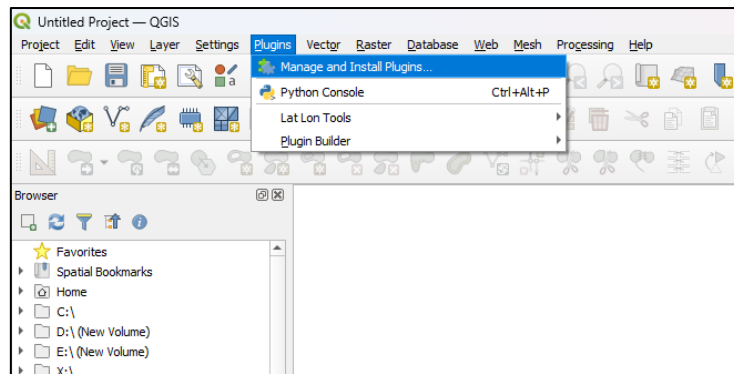 Untitled Project — QGIS
Project Edit View Layer Settings Plugins Vector Raster Database Web Mesh Processing Help
Manage and Install Plugins...
Python Console Ctrl+Alt+P
Lat Lon Tools
Plugin Builder
Browser
Favorites
Spatial Bookmarks
Home
C:\
D:\ (New Volume)
E:\ (New Volume)
X:\